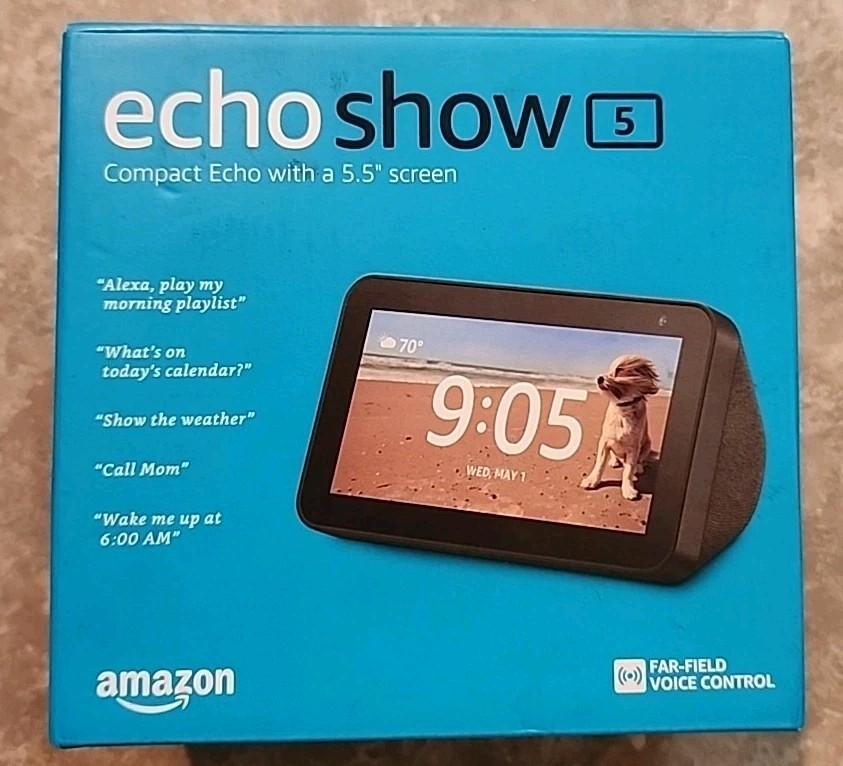 echo show 5
Compact Echo with a 5.5" screen
“Alexa, play my
morning playlist”
“What's on
today's calendar?”
“Show the weather”
“Call Mom”
“Wake me up at
6:00 AM”
70°
9:05
WED, MAY 1
amazon
FAR-FIELD
VOICE CONTROL